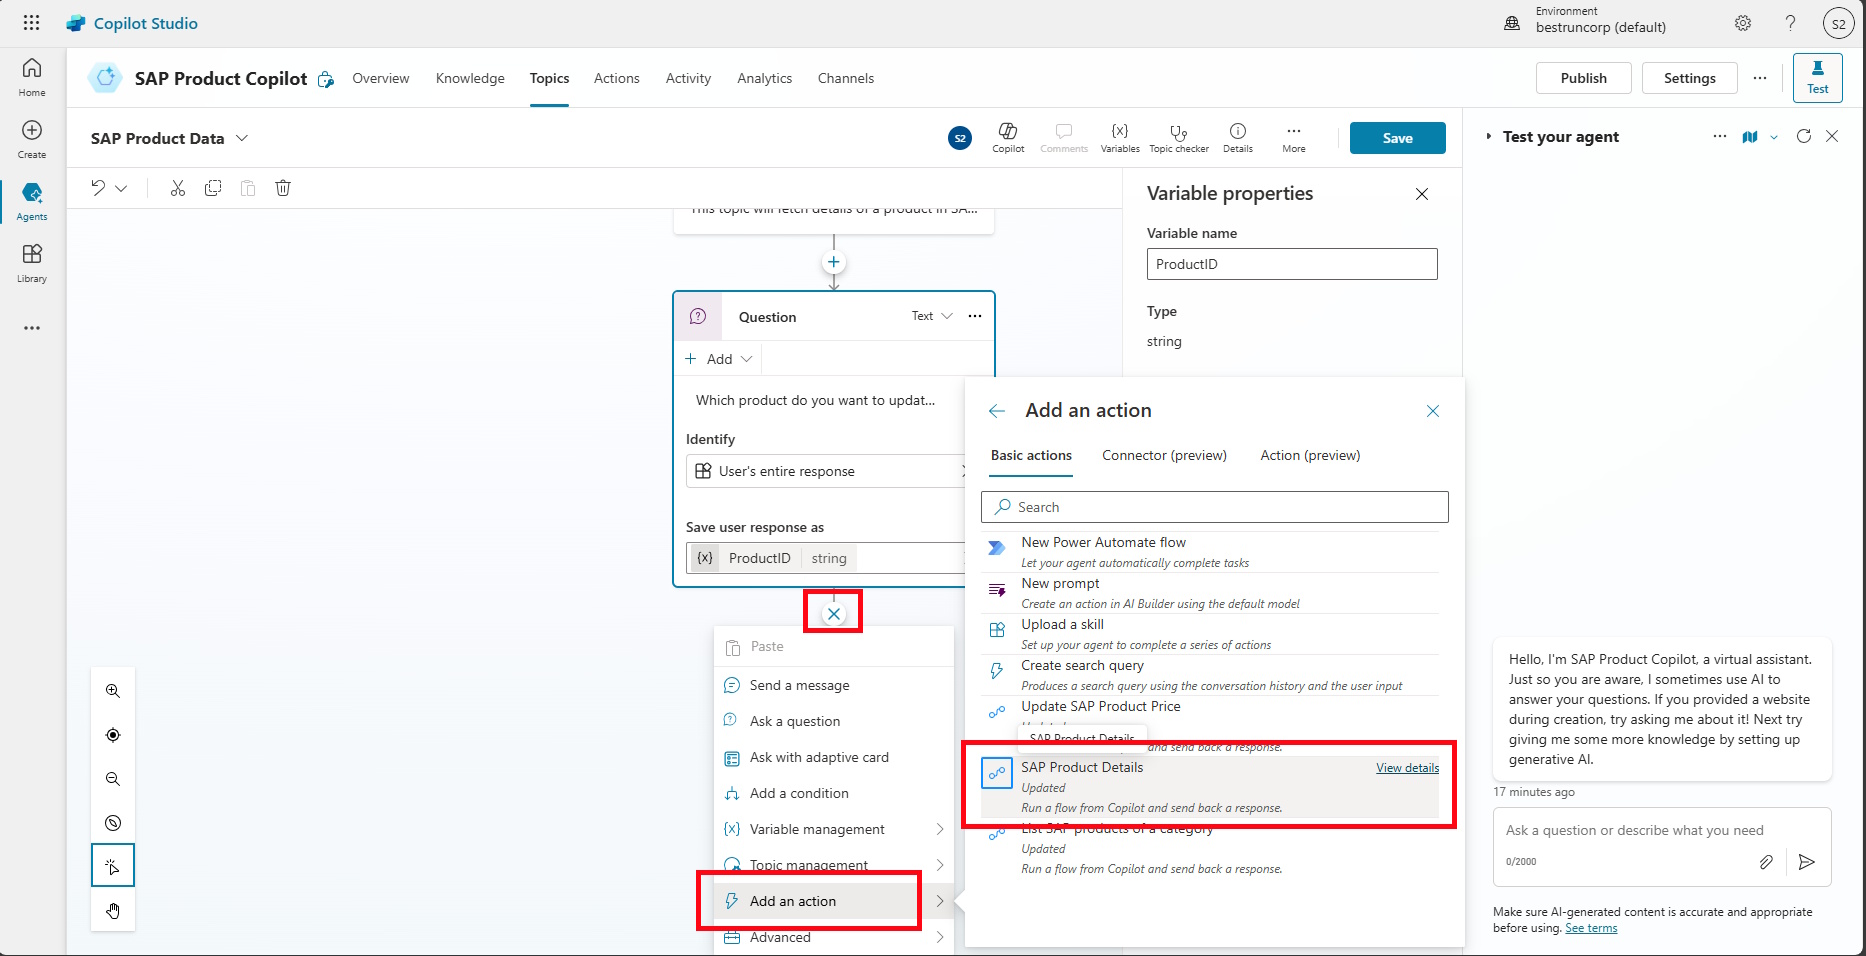 Copilot Studio
Environment
bestruncorp (default)
S2
Home
Create
Agents
Library
SAP Product Copilot
Overview
Knowledge
Topics
Actions
Activity
Analytics
Channels
Publish
Settings
Test
SAP Product Data
S2
Copilot
Comments
Variables
Topic checker
Details
More
Save
This topic will fetch details of a product in SA...
Question
Text
Add
Which product do you want to updat...
Identify
User's entire response
Save user response as
{x} ProductID string
Paste
Send a message
Ask a question
Ask with adaptive card
Add a condition
Variable management
Topic management
Add an action
Advanced
Variable properties
Variable name
ProductID
Type
string
Add an action
Basic actions
Connector (preview)
Action (preview)
Search
New Power Automate flow
Let your agent automatically complete tasks
New prompt
Create an action in AI Builder using the default model
Upload a skill
Set up your agent to complete a series of actions
Create search query
Produces a search query using the conversation history and the user input
Update SAP Product Price
SAP Product Details
and send back a response.
SAP Product Details
View details
Updated
Run a flow from Copilot and send back a response.
List SAP products of a category
Updated
Run a flow from Copilot and send back a response.
Test your agent
Hello, I'm SAP Product Copilot, a virtual assistant.
Just so you are aware, I sometimes use AI to
answer your questions. If you provided a website
during creation, try asking me about it! Next try
giving me some more knowledge by setting up
generative AI.
17 minutes ago
Ask a question or describe what you need
0/2000
Make sure AI-generated content is accurate and appropriate
before using. See terms